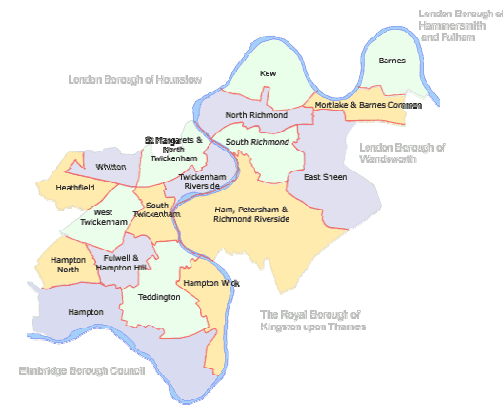 London Borough of
Hammersmith
and Fulham
Barnes
Kew
London Borough of Hounslow
Mortlake & Barnes Common
North Richmond
St Margarets &
North
Twickenham
South Richmond
London Borough of
Wandsworth
Whitton
Twickenham
Riverside
East Sheen
Heathfield
West
Twickenham
South
Twickenham
Ham, Petersham &
Richmond Riverside
Hampton
North
Fulwell &
Hampton Hill
Hampton Wick
Teddington
Hampton
The Royal Borough of
Kingston upon Thames
Elmbridge Borough Council